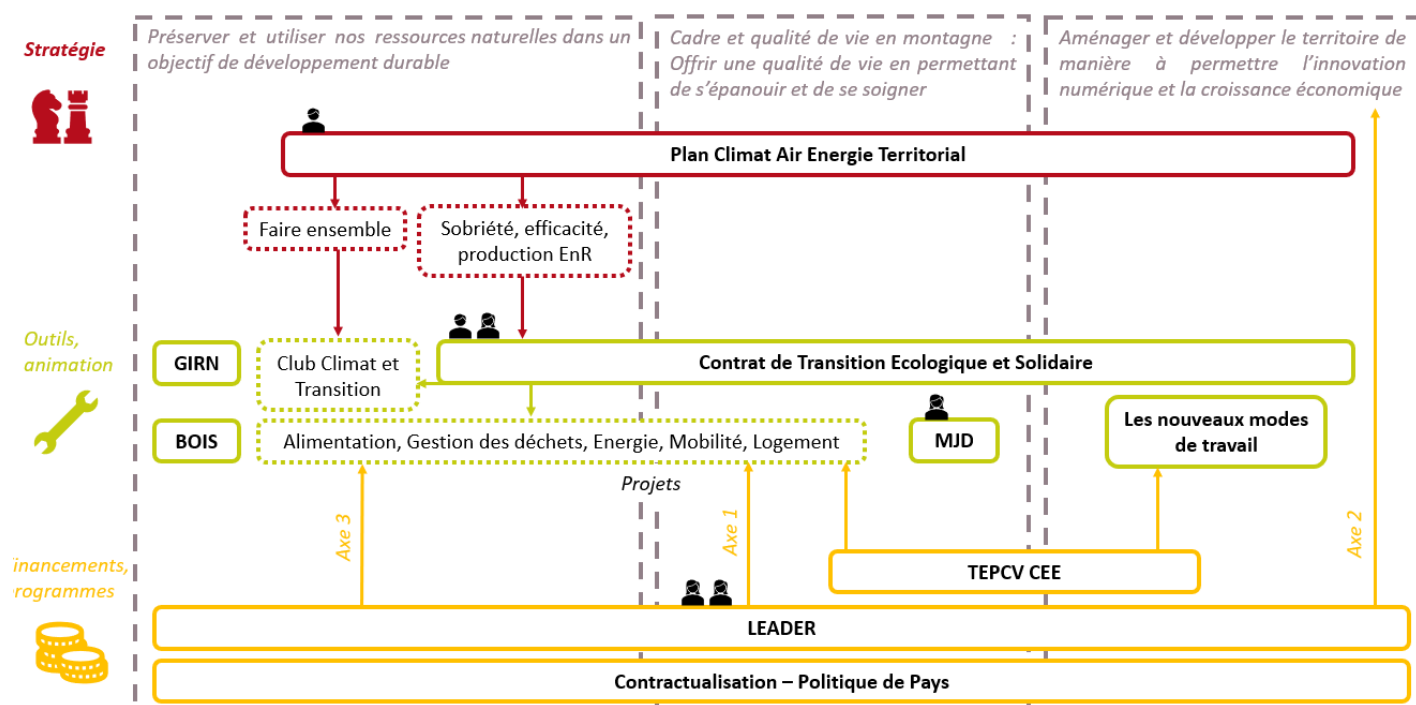 Stratégie
Préserver et utiliser nos ressources naturelles dans un
objectif de développement durable
Cadre et qualité de vie en montagne :
Offrir une qualité de vie en permettant
de s'épanouir et de se soigner
Aménager et développer le territoire de
manière à permettre l'innovation
numérique et la croissance économique
Plan Climat Air Energie Territorial
Faire ensemble
Sobriété, efficacité,
production EnR
Outils,
animation
GIRN
Club Climat et
Transition
Contrat de Transition Ecologique et Solidaire
BOIS
Alimentation, Gestion des déchets, Energie, Mobilité, Logement
MJD
Les nouveaux modes
de travail
Projets
Axe 3
Axe 1
Axe 2
inancements,
rogrammes
TEPCV CEE
LEADER
Contractualisation – Politique de Pays